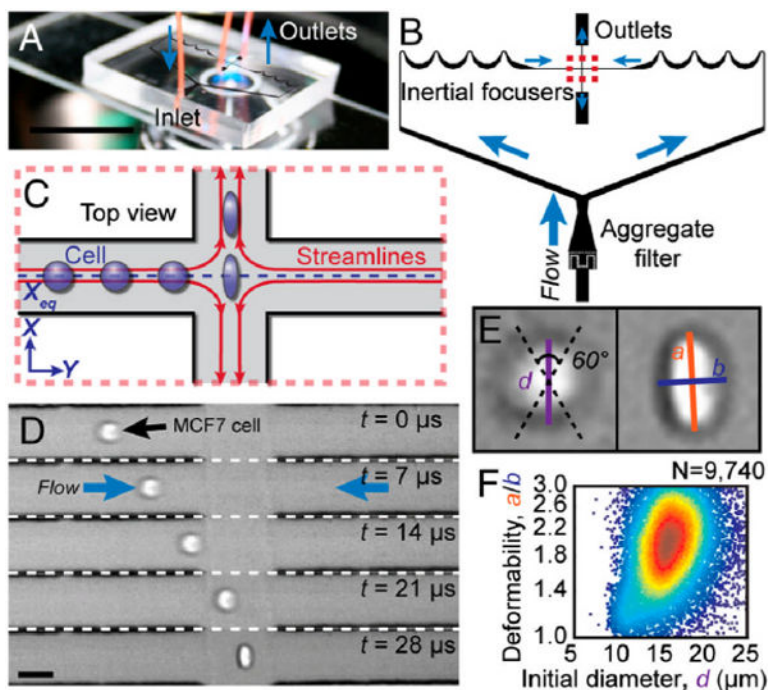 A
Outlets
Inlet
B
Outlets
Inertial focusers
Flow
Aggregate
filter
C
Top view
Cell
Streamlines
Xeq
X
Y
D
MCF7 cell
t = 0 µs
Flow
t = 7 µs
t = 14 µs
t = 21 µs
t = 28 µs
E
60°
d
a
b
F
N=9,740
Deformability, a/b
3.0
2.6
2.2
1.8
1.4
1.0
5 10 15 20 25
Initial diameter, d (µm)